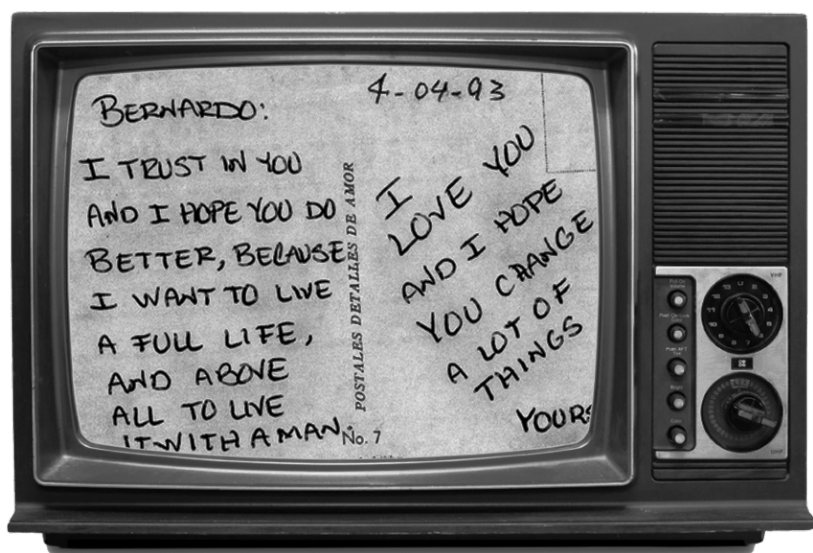 BERNARDO:
I TRUST IN YOU
AND I HOPE YOU DO
BETTER, BECAUSE
I WANT TO LIVE
A FULL LIFE,
AND ABOVE
ALL TO LIVE
IT WITH A MAN.
POSTALES DETALLES DE AMOR
No. 7
4-04-93
I
LOVE YOU
AND I HOPE
YOU CHANGE
A LOT OF
THINGS
YOURS